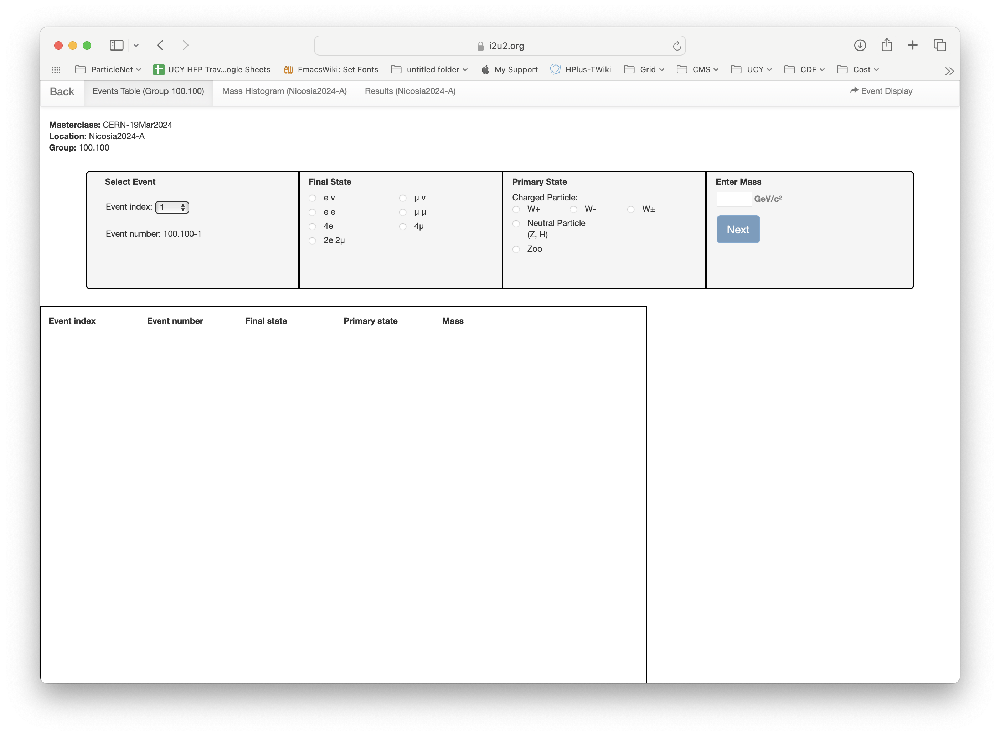 i2u2.org
ParticleNet
UCY HEP Trav...ogle Sheets
ew EmacsWiki: Set Fonts
untitled folder
My Support
HPlus-TWiki
Grid
CMS
UCY
CDF
Cost
Back
Events Table (Group 100.100)
Mass Histogram (Nicosia2024-A)
Results (Nicosia2024-A)
Event Display
Masterclass: CERN-19Mar2024
Location: Nicosia2024-A
Group: 100.100
Select Event
Event index: 1
Event number: 100.100-1
Final State
e ν μ ν
e e μ μ
4e 4μ
2e 2μ
Primary State
Charged Particle:
W+ W- W±
Neutral Particle
(Z, H)
Zoo
Enter Mass
GeV/c²
Next
Event index Event number Final state Primary state Mass